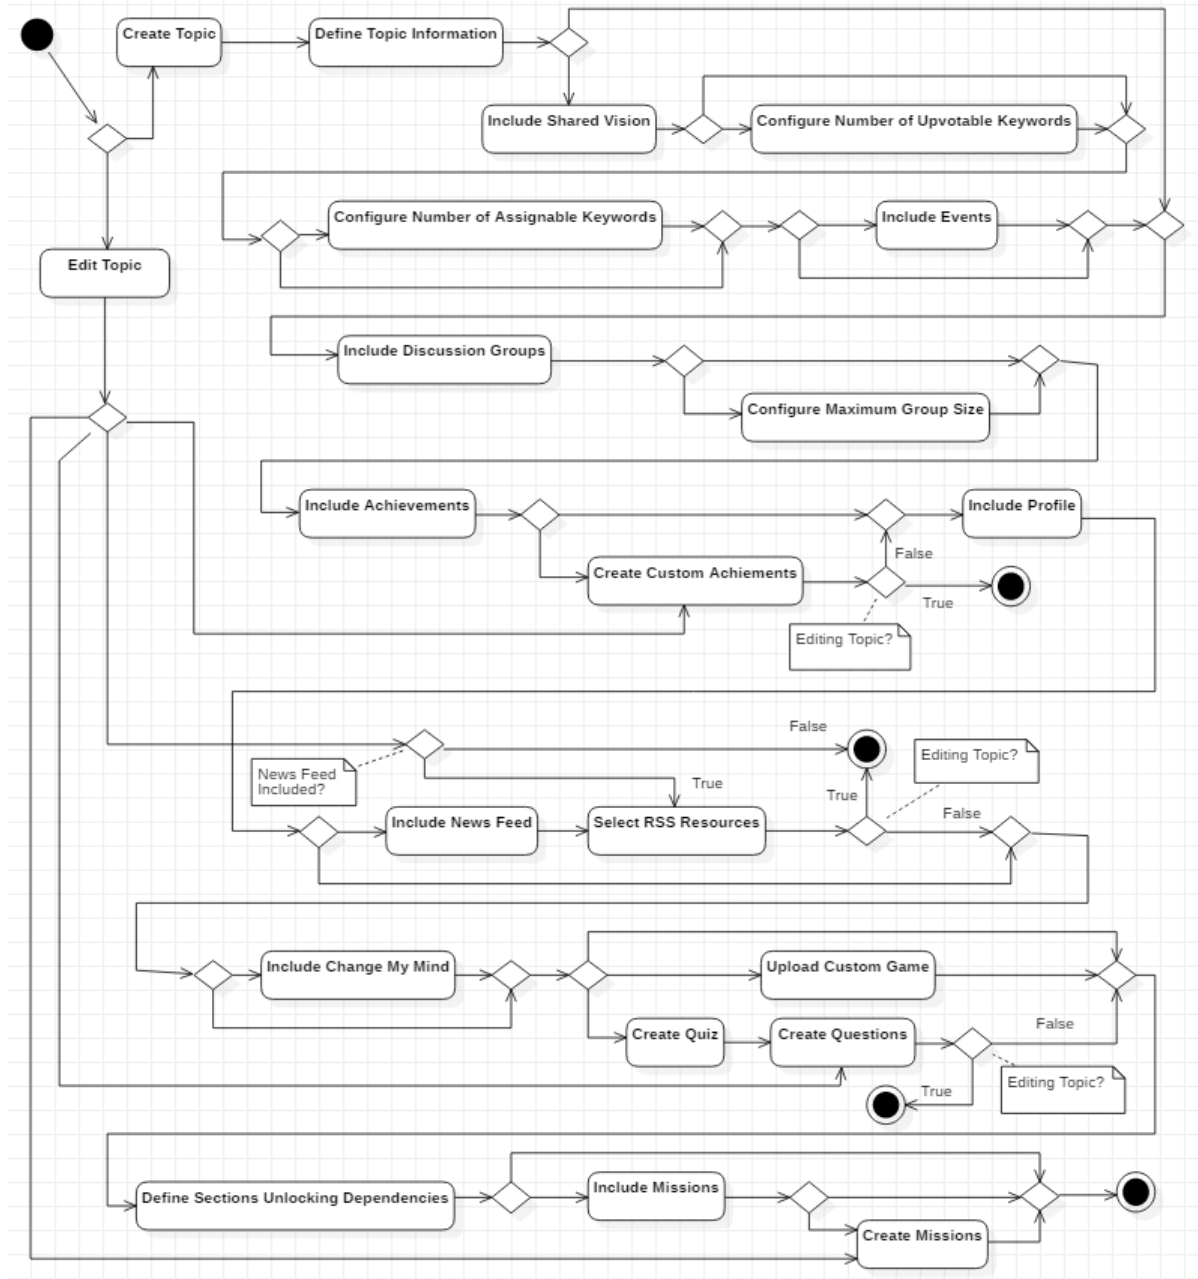 Create Topic
Define Topic Information
Include Shared Vision
Configure Number of Upvotable Keywords
Configure Number of Assignable Keywords
Include Events
Edit Topic
Include Discussion Groups
Configure Maximum Group Size
Include Achievements
Include Profile
False
Create Custom Achiements
True
Editing Topic?
False
Editing Topic?
News Feed
Included?
True
True
False
Include News Feed
Select RSS Resources
Include Change My Mind
Upload Custom Game
Create Quiz
Create Questions
False
Editing Topic?
True
Define Sections Unlocking Dependencies
Include Missions
Create Missions